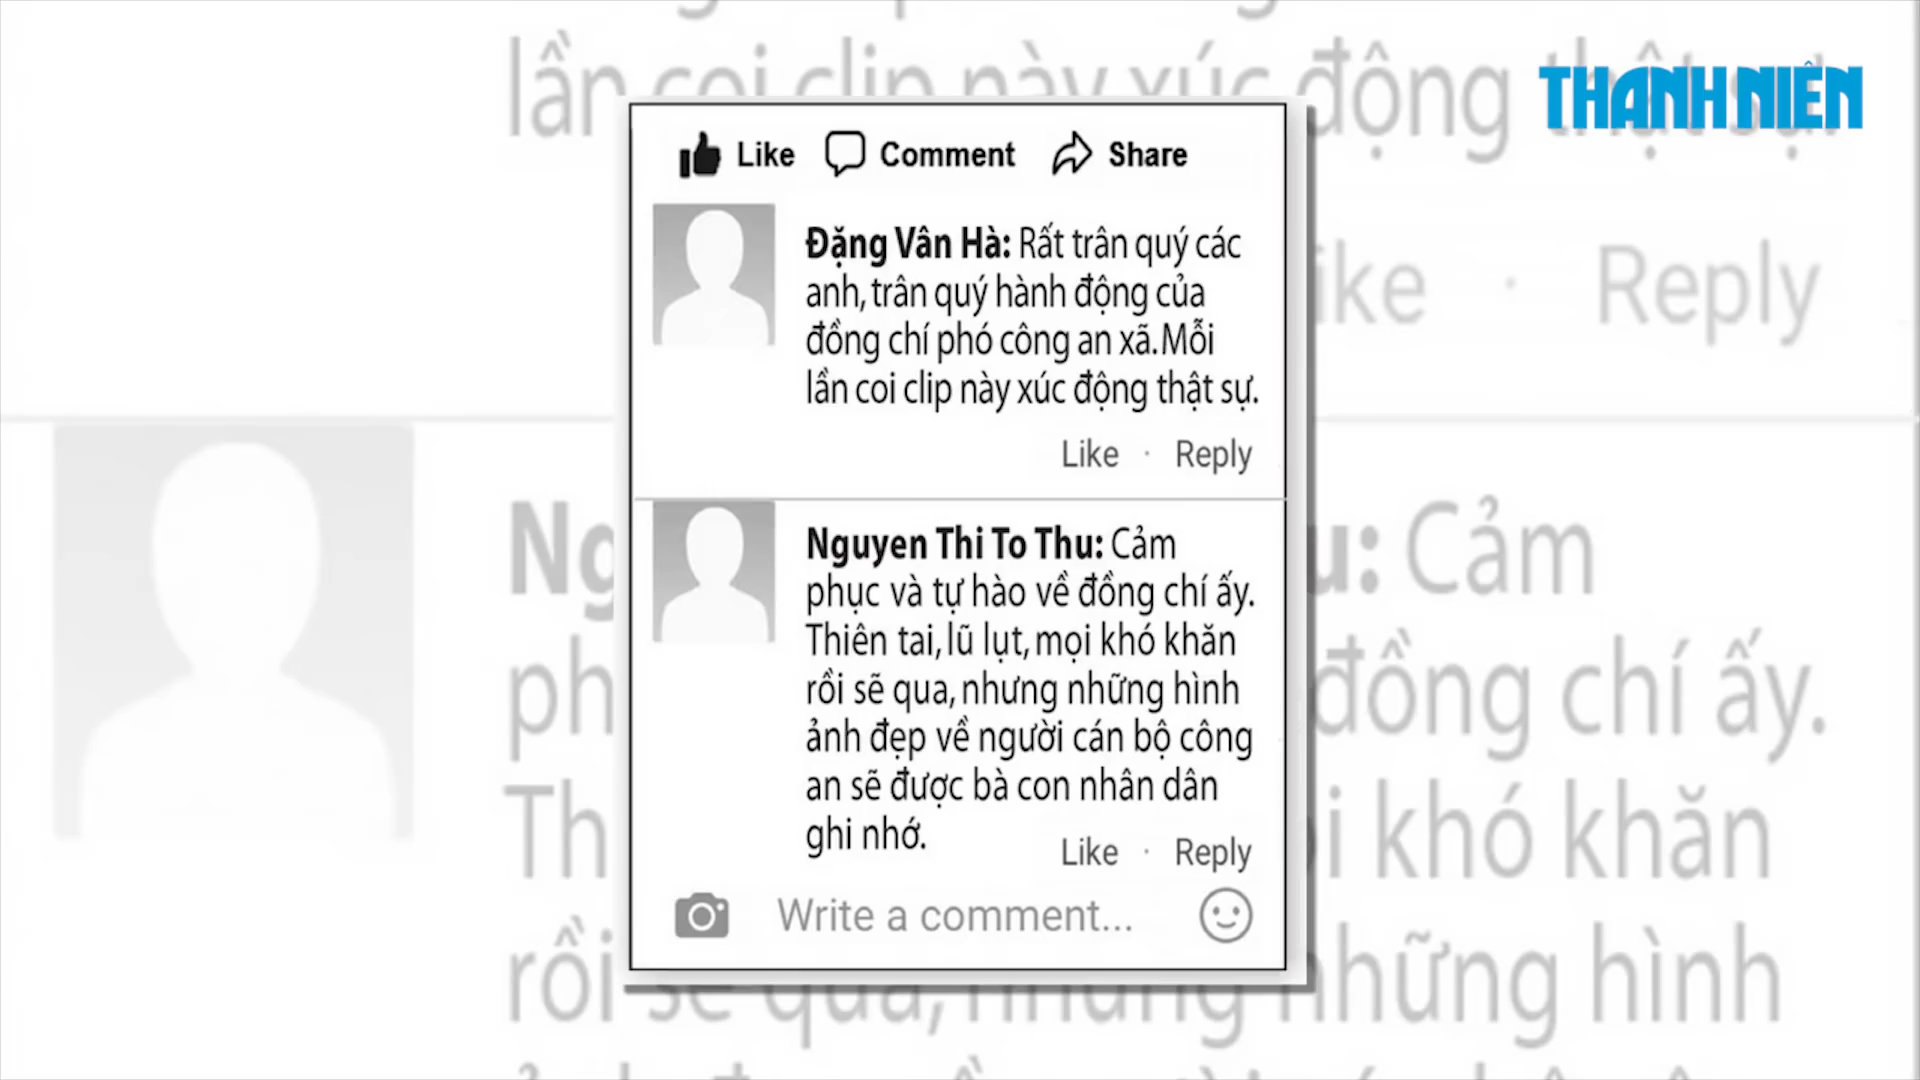 THANH NIÊN
Like Comment Share
Đặng Vân Hà: Rất trân quý các
anh, trân quý hành động của
đồng chí phó công an xã. Mỗi
lần coi clip này xúc động thật sự.
Like · Reply
Nguyen Thi To Thu: Cảm
phục và tự hào về đồng chí ấy.
Thiên tai, lũ lụt, mọi khó khăn
rồi sẽ qua, nhưng những hình
ảnh đẹp về người cán bộ công
an sẽ được bà con nhân dân
ghi nhớ.
Like · Reply
Write a comment...